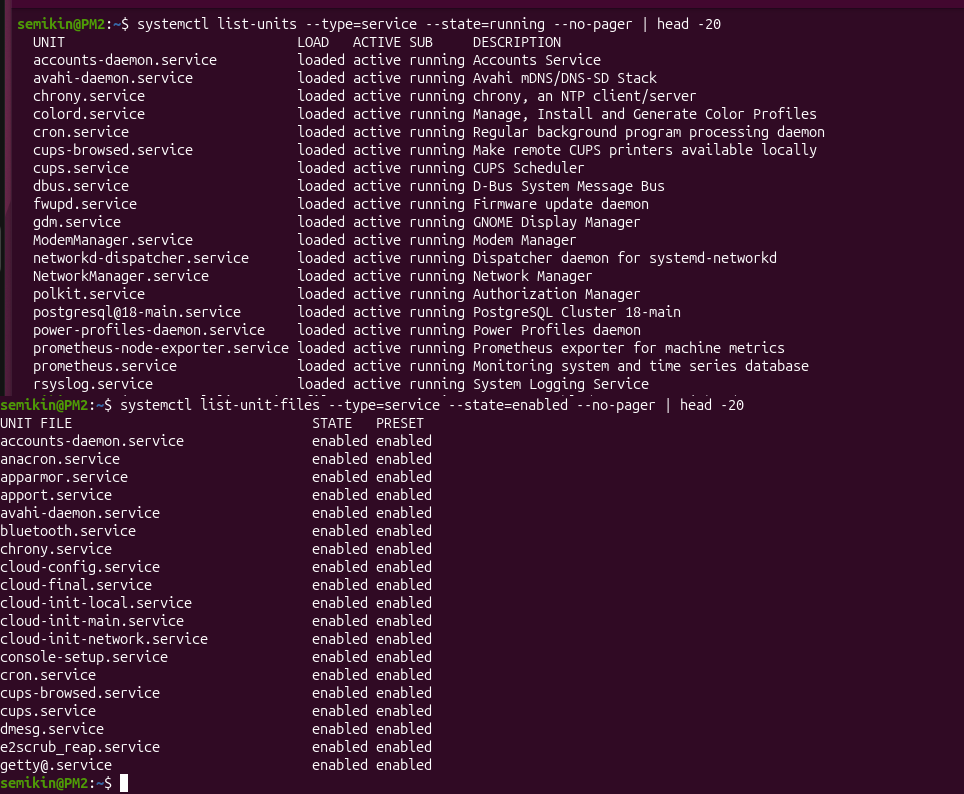 semikin@PM2:~$ systemctl list-units --type=service --state=running --no-pager | head -20
UNIT LOAD ACTIVE SUB DESCRIPTION
accounts-daemon.service loaded active running Accounts Service
avahi-daemon.service loaded active running Avahi mDNS/DNS-SD Stack
chrony.service loaded active running chrony, an NTP client/server
colord.service loaded active running Manage, Install and Generate Color Profiles
cron.service loaded active running Regular background program processing daemon
cups-browsed.service loaded active running Make remote CUPS printers available locally
cups.service loaded active running CUPS Scheduler
dbus.service loaded active running D-Bus System Message Bus
fwupd.service loaded active running Firmware update daemon
gdm.service loaded active running GNOME Display Manager
ModemManager.service loaded active running Modem Manager
networkd-dispatcher.service loaded active running Dispatcher daemon for systemd-networkd
NetworkManager.service loaded active running Network Manager
polkit.service loaded active running Authorization Manager
postgresql@18-main.service loaded active running PostgreSQL Cluster 18-main
power-profiles-daemon.service loaded active running Power Profiles daemon
prometheus-node-exporter.service loaded active running Prometheus exporter for machine metrics
prometheus.service loaded active running Monitoring system and time series database
rsyslog.service loaded active running System Logging Service
semikin@PM2:~$ systemctl list-unit-files --type=service --state=enabled --no-pager | head -20
UNIT FILE STATE PRESET
accounts-daemon.service enabled enabled
anacron.service enabled enabled
apparmor.service enabled enabled
apport.service enabled enabled
avahi-daemon.service enabled enabled
bluetooth.service enabled enabled
chrony.service enabled enabled
cloud-config.service enabled enabled
cloud-final.service enabled enabled
cloud-init-local.service enabled enabled
cloud-init-main.service enabled enabled
cloud-init-network.service enabled enabled
console-setup.service enabled enabled
cron.service enabled enabled
cups-browsed.service enabled enabled
cups.service enabled enabled
dmesg.service enabled enabled
e2scrub_reap.service enabled enabled
getty@.service enabled enabled
semikin@PM2:~$